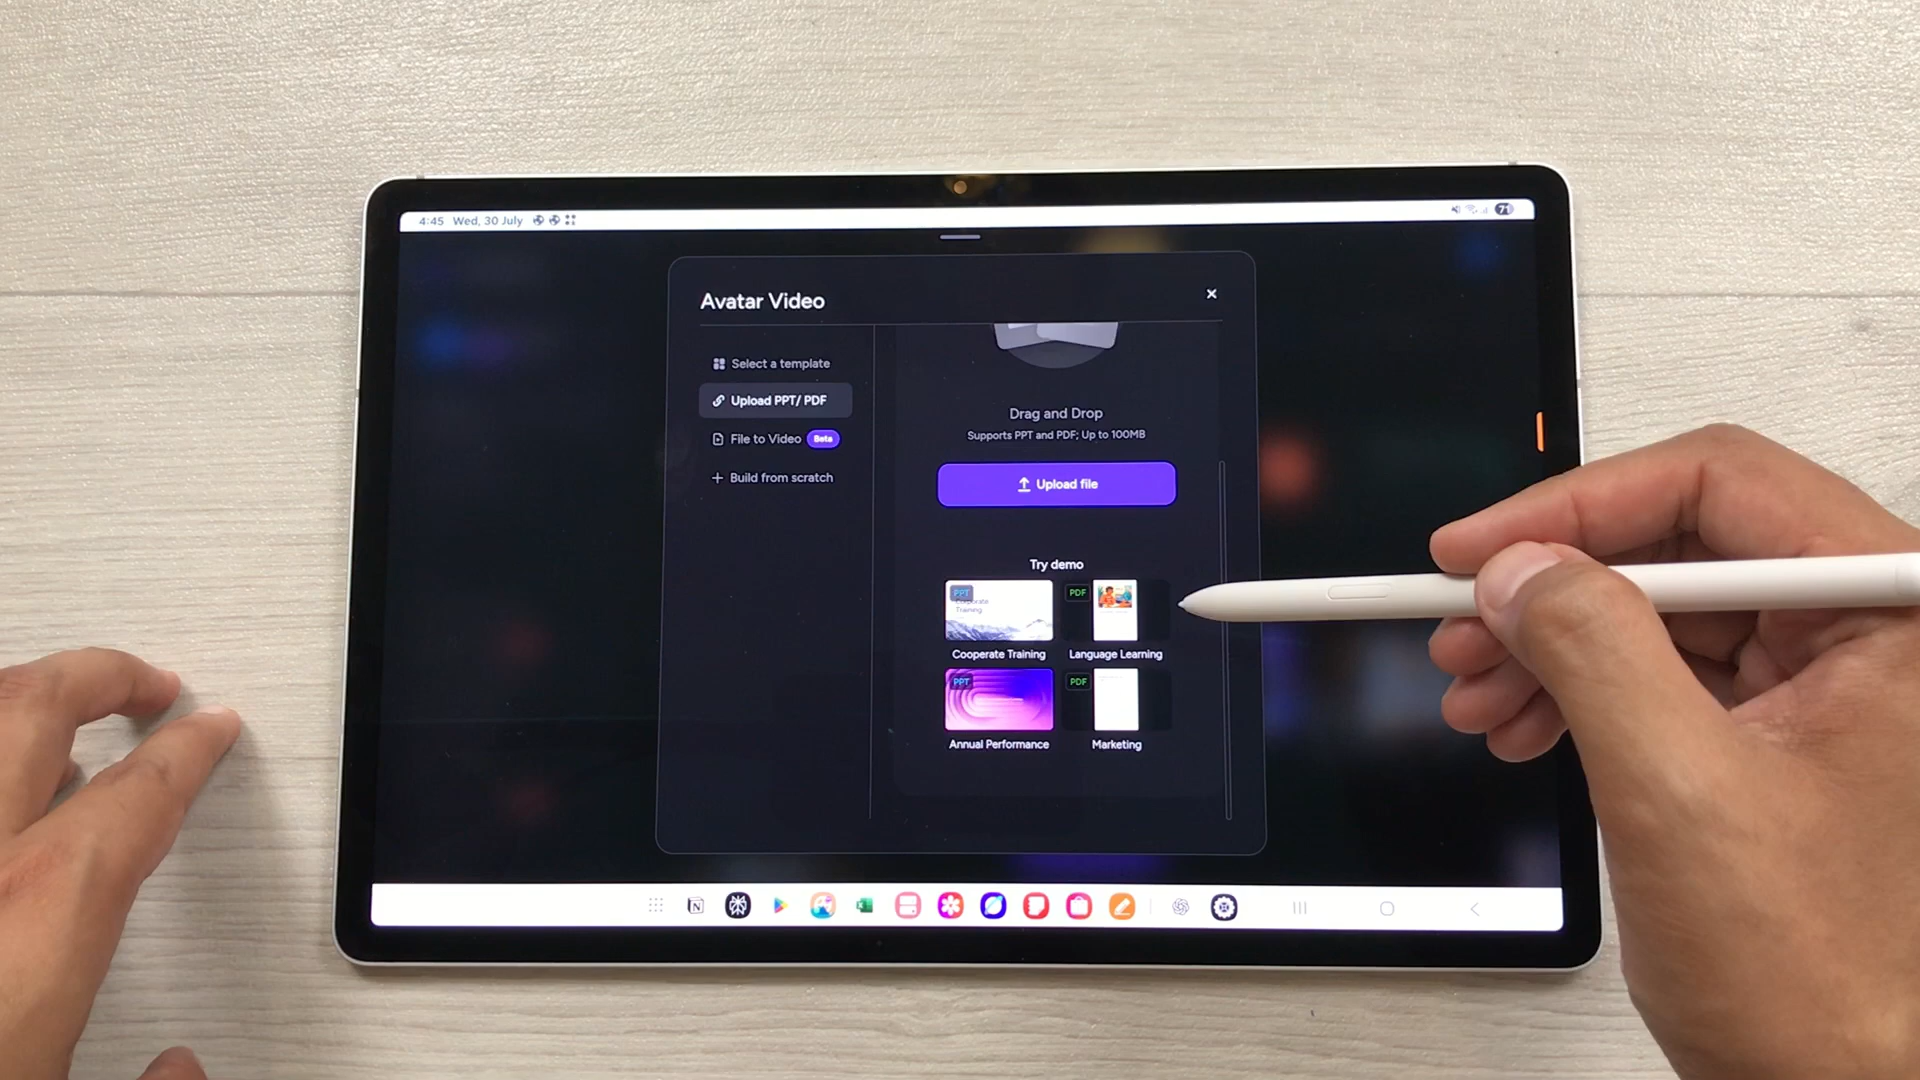 4:45 Wed, 30 July
71
Avatar Video
Select a template
Upload PPT/ PDF
File to Video Beta
Build from scratch
Drag and Drop
Supports PPT and PDF; Up to 100MB
Upload file
Try demo
PPT
Training
PDF
Cooperate Training
Language Learning
PPT
PDF
Annual Performance
Marketing